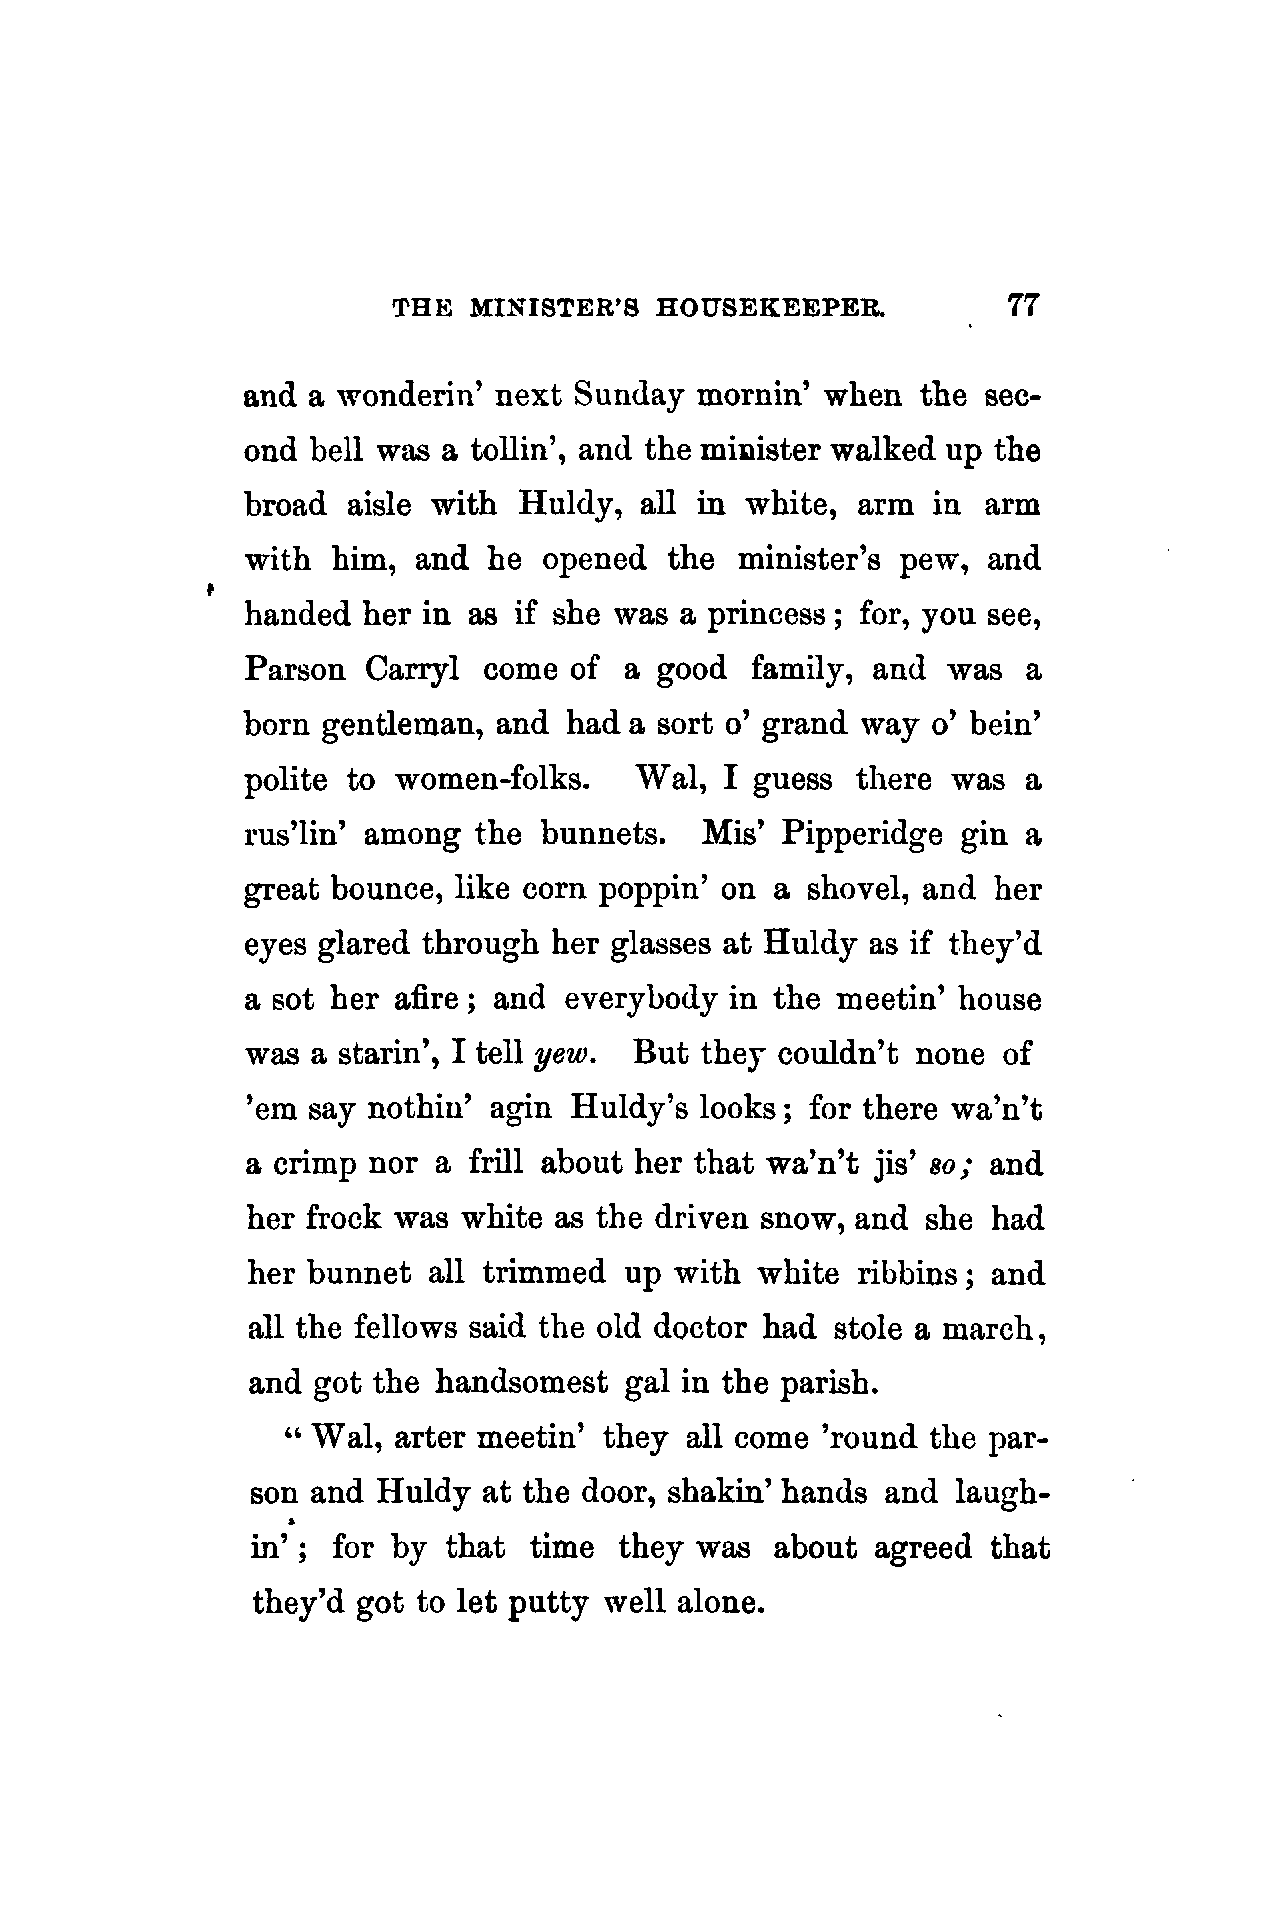 THE MINISTER'S HOUSEKEEPER. 77
and a wonderin' next Sunday mornin' when the sec-
ond bell was a tollin', and the minister walked up the
broad aisle with Huldy, all in white, arm in arm
with him, and he opened the minister's pew, and
handed her in as if she was a princess; for, you see,
Parson Carryl come of a good family, and was a
born gentleman, and had a sort o' grand way o' bein'
polite to women-folks. Wal, I guess there was a
rus'lin' among the bunnets. Mis' Pipperidge gin a
great bounce, like corn poppin' on a shovel, and her
eyes glared through her glasses at Huldy as if they'd
a sot her afire; and everybody in the meetin' house
was a starin', I tell yew. But they couldn't none of
'em say nothin' agin Huldy's looks; for there wa'n't
a crimp nor a frill about her that wa'n't jis' so; and
her frock was white as the driven snow, and she had
her bunnet all trimmed up with white ribbins; and
all the fellows said the old doctor had stole a march,
and got the handsomest gal in the parish.
"Wal, arter meetin' they all come 'round the par-
son and Huldy at the door, shakin' hands and laugh-
in'; for by that time they was about agreed that
they'd got to let putty well alone.